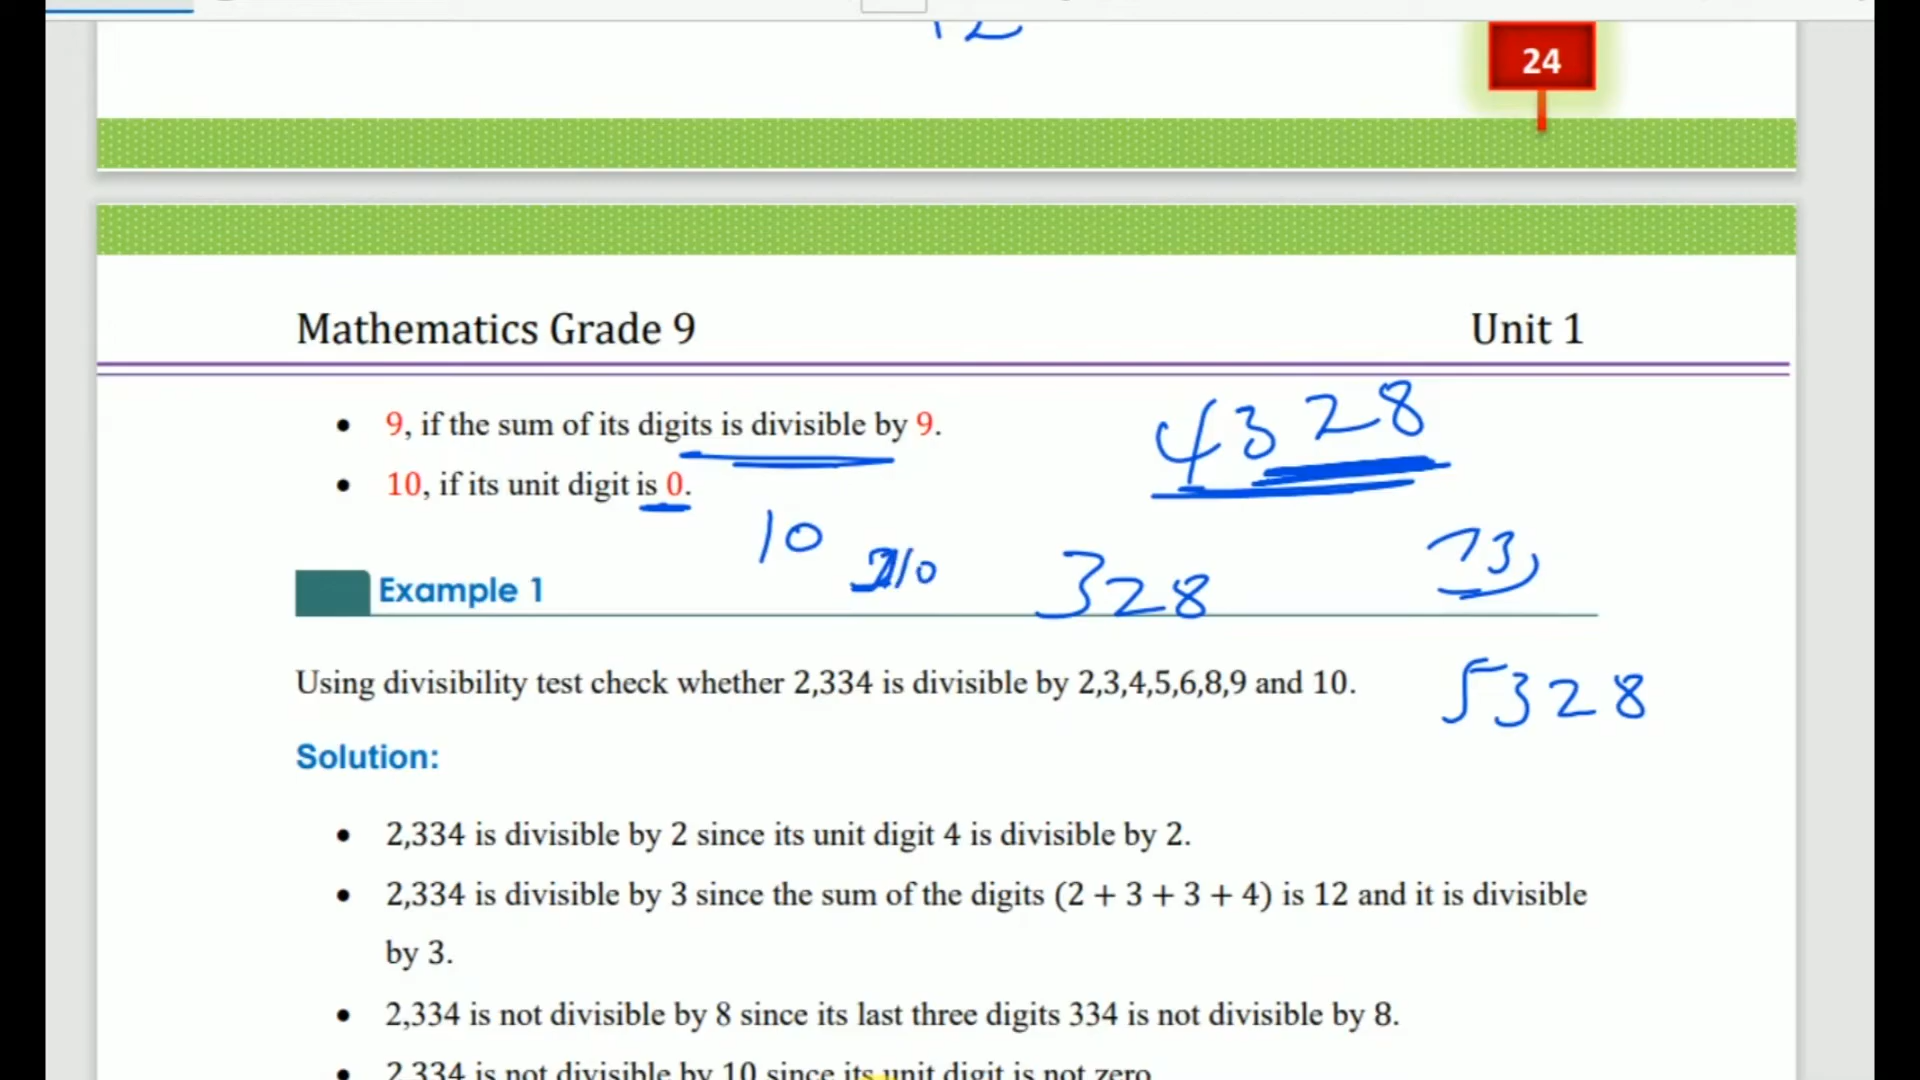 12
24
Mathematics Grade 9 Unit 1
• 9, if the sum of its digits is divisible by 9.
4328
• 10, if its unit digit is 0.
10
210
328
73
Example 1
Using divisibility test check whether 2,334 is divisible by 2,3,4,5,6,8,9 and 10.
5328
Solution:
• 2,334 is divisible by 2 since its unit digit 4 is divisible by 2.
• 2,334 is divisible by 3 since the sum of the digits (2 + 3 + 3 + 4) is 12 and it is divisible
by 3.
• 2,334 is not divisible by 8 since its last three digits 334 is not divisible by 8.
• 2,334 is not divisible by 10 since its unit digit is not zero